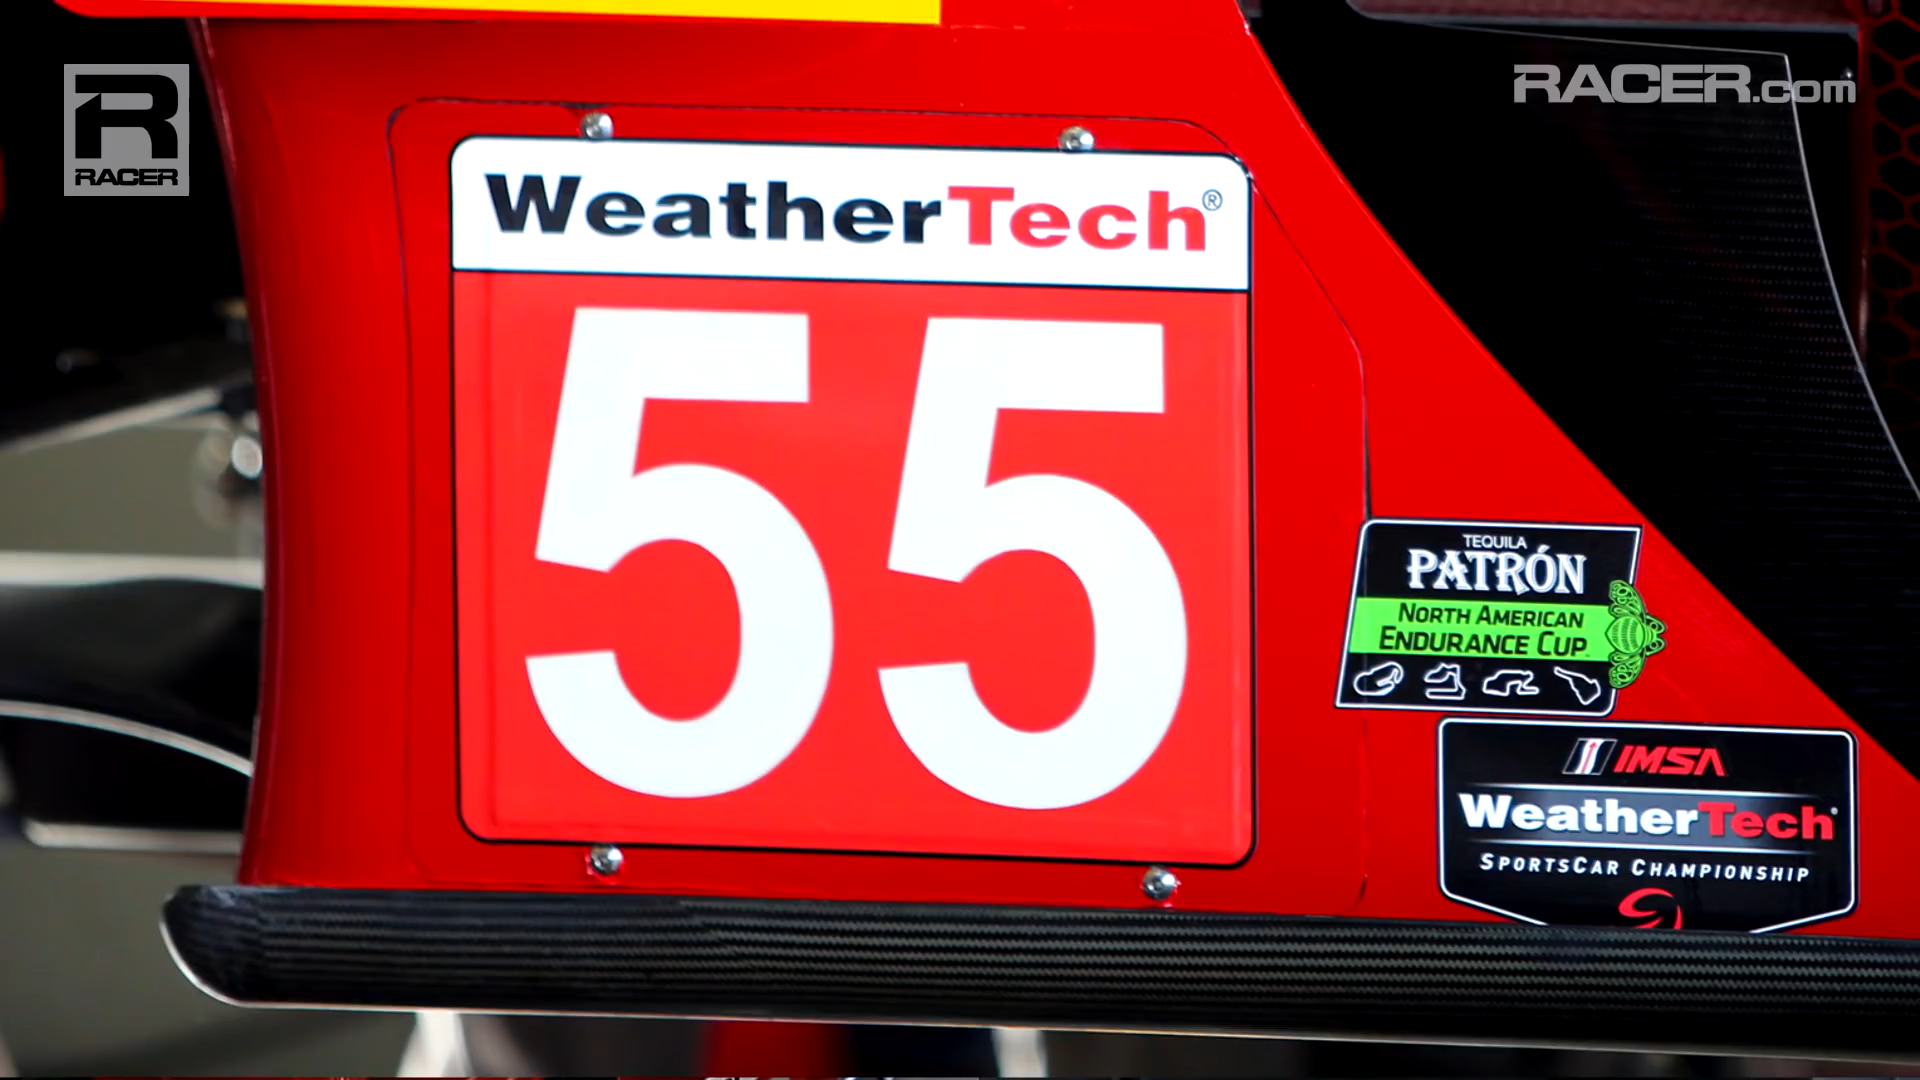 R
RACER
RACER.com
WeatherTech®
55
TEQUILA
PATRÓN
NORTH AMERICAN
ENDURANCE CUP
IMSA
WeatherTech®
SPORTSCAR CHAMPIONSHIP